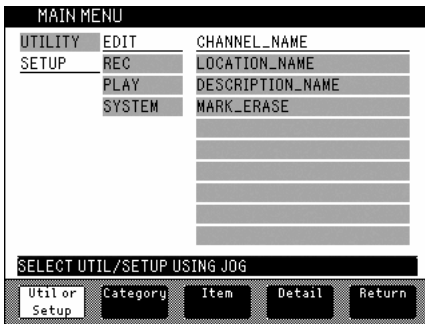 MAIN MENU
UTILITY EDIT CHANNEL_NAME
SETUP REC LOCATION_NAME
PLAY DESCRIPTION_NAME
SYSTEM MARK_ERASE
SELECT UTIL/SETUP USING JOG
Util or Setup Category Item Detail Return